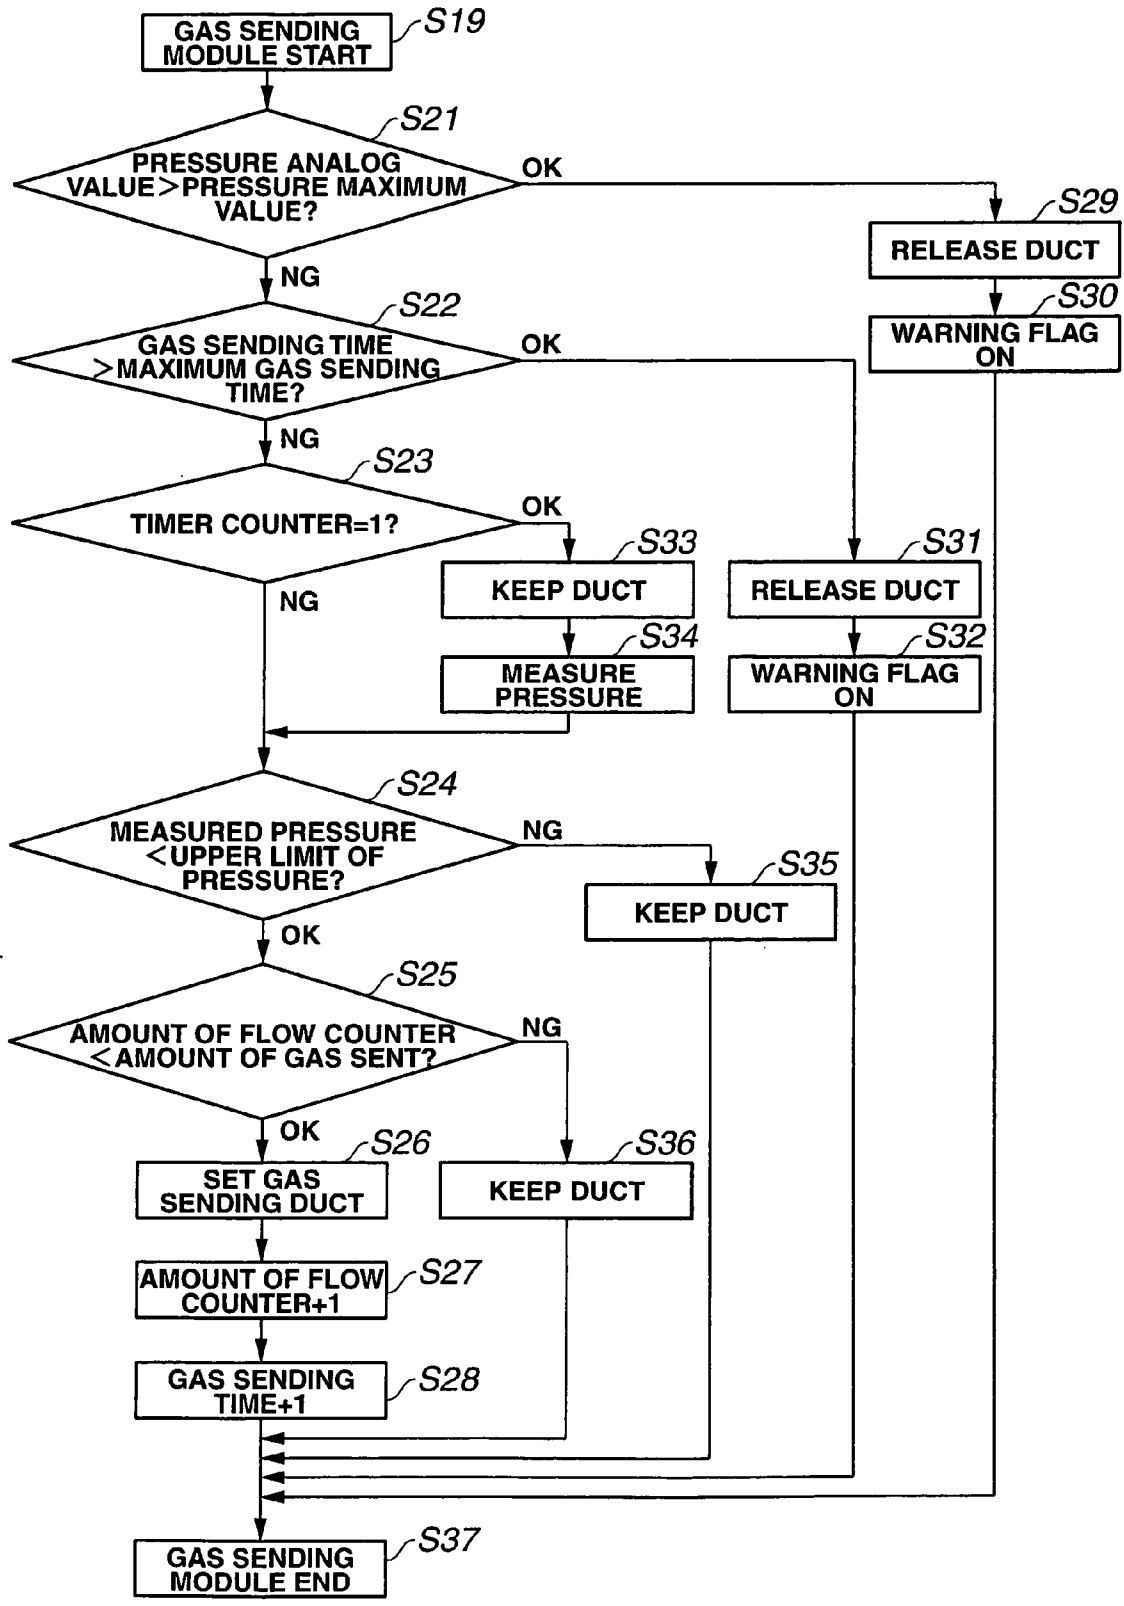 S19
GAS SENDING
MODULE START
S21
PRESSURE ANALOG
VALUE>PRESSURE MAXIMUM
VALUE?
OK
NG
S29
RELEASE DUCT
S30
WARNING FLAG
ON
S22
GAS SENDING TIME
>MAXIMUM GAS SENDING
TIME?
OK
NG
S23
TIMER COUNTER=1?
OK
NG
S33
KEEP DUCT
S34
MEASURE
PRESSURE
S31
RELEASE DUCT
S32
WARNING FLAG
ON
S24
MEASURED PRESSURE
<UPPER LIMIT OF
PRESSURE?
NG
OK
S35
KEEP DUCT
S25
AMOUNT OF FLOW COUNTER
<AMOUNT OF GAS SENT?
NG
OK
S26
SET GAS
SENDING DUCT
S36
KEEP DUCT
AMOUNT OF FLOW
COUNTER+1
S27
GAS SENDING
TIME+1
S28
GAS SENDING
MODULE END
S37